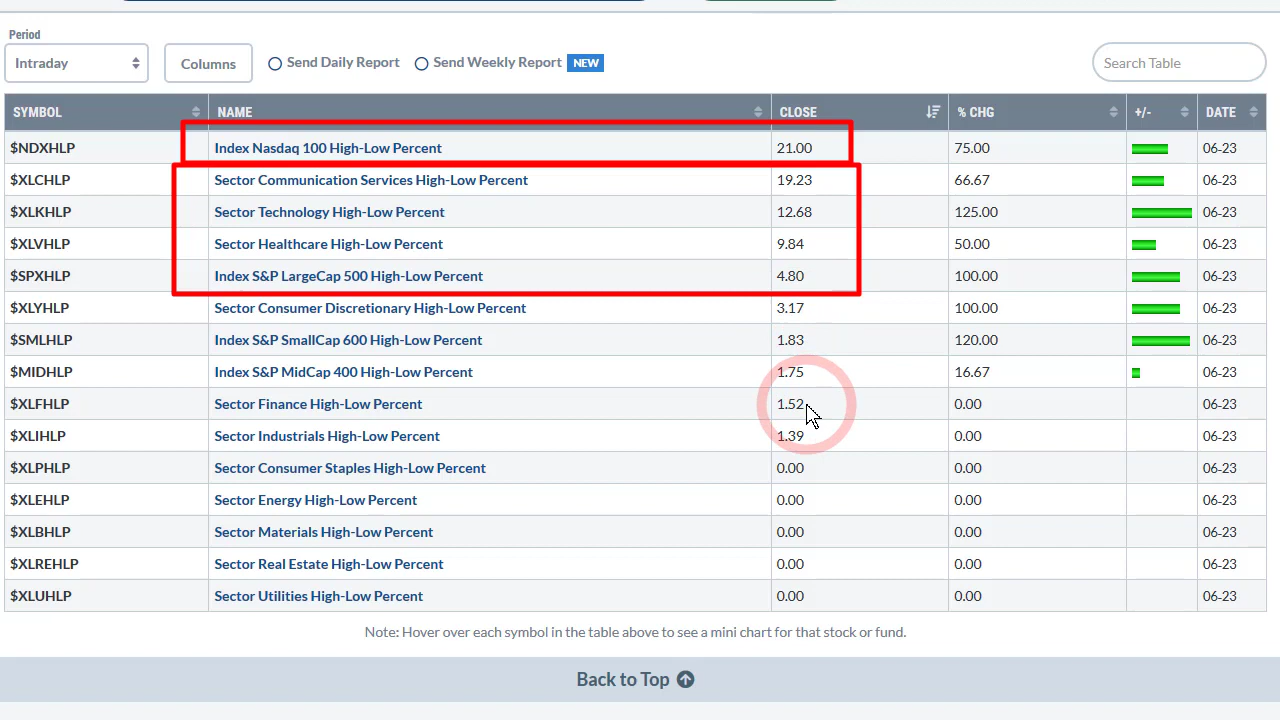 Period
Intraday Columns Send Daily Report Send Weekly Report NEW Search Table
SYMBOL NAME CLOSE % CHG +/- DATE
$NDXHLP Index Nasdaq 100 High-Low Percent 21.00 75.00 06-23
$XLCHLP Sector Communication Services High-Low Percent 19.23 66.67 06-23
$XLKHLP Sector Technology High-Low Percent 12.68 125.00 06-23
$XLVHLP Sector Healthcare High-Low Percent 9.84 50.00 06-23
$SPXHLP Index S&P LargeCap 500 High-Low Percent 4.80 100.00 06-23
$XLYHLP Sector Consumer Discretionary High-Low Percent 3.17 100.00 06-23
$SMLHLP Index S&P SmallCap 600 High-Low Percent 1.83 120.00 06-23
$MIDHLP Index S&P MidCap 400 High-Low Percent 1.75 16.67 06-23
$XLFHLP Sector Finance High-Low Percent 1.52 0.00 06-23
$XLIHLP Sector Industrials High-Low Percent 1.39 0.00 06-23
$XLPHLP Sector Consumer Staples High-Low Percent 0.00 0.00 06-23
$XLEHLP Sector Energy High-Low Percent 0.00 0.00 06-23
$XLBHLP Sector Materials High-Low Percent 0.00 0.00 06-23
$XLREHLP Sector Real Estate High-Low Percent 0.00 0.00 06-23
$XLUHLP Sector Utilities High-Low Percent 0.00 0.00 06-23
Note: Hover over each symbol in the table above to see a mini chart for that stock or fund.
Back to Top